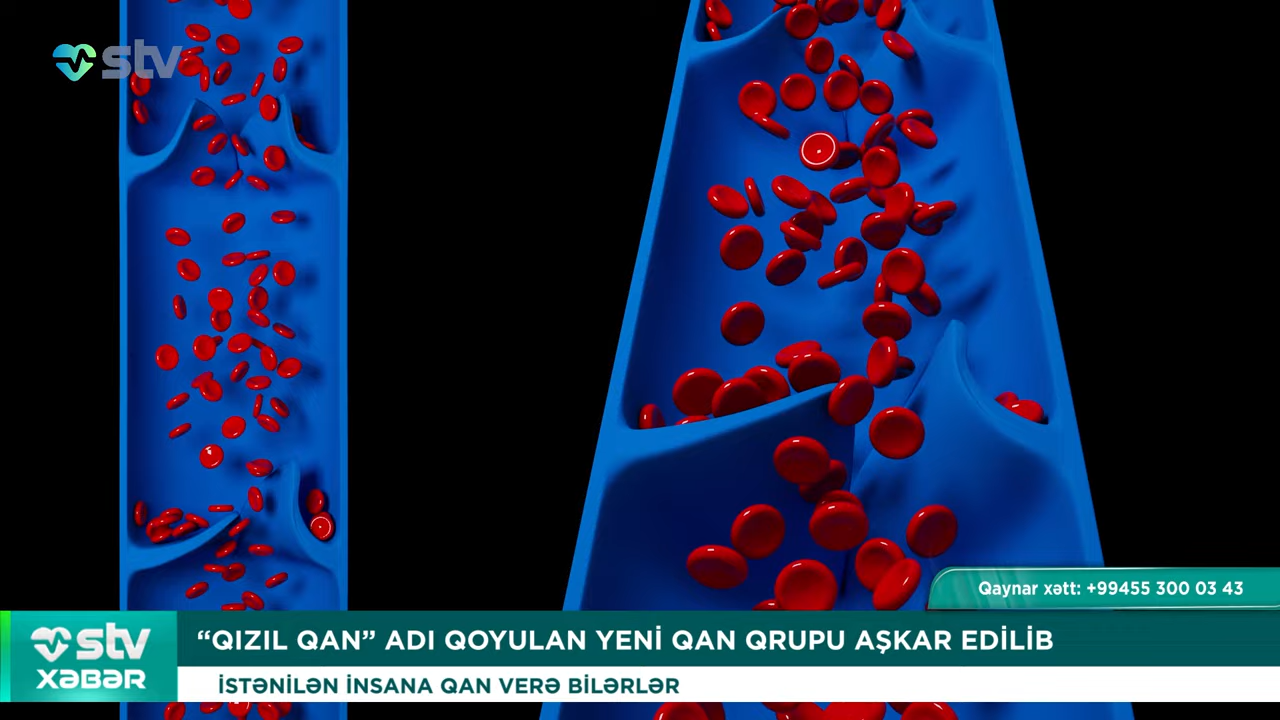 stv
Qaynar xətt: +99455 300 03 43
stv
XƏBƏR
“QIZIL QAN” ADI QOYULAN YENİ QAN QRUPU AŞKAR EDİLİB
İSTƏNİLƏN İNSANA QAN VERƏ BİLƏRLƏR